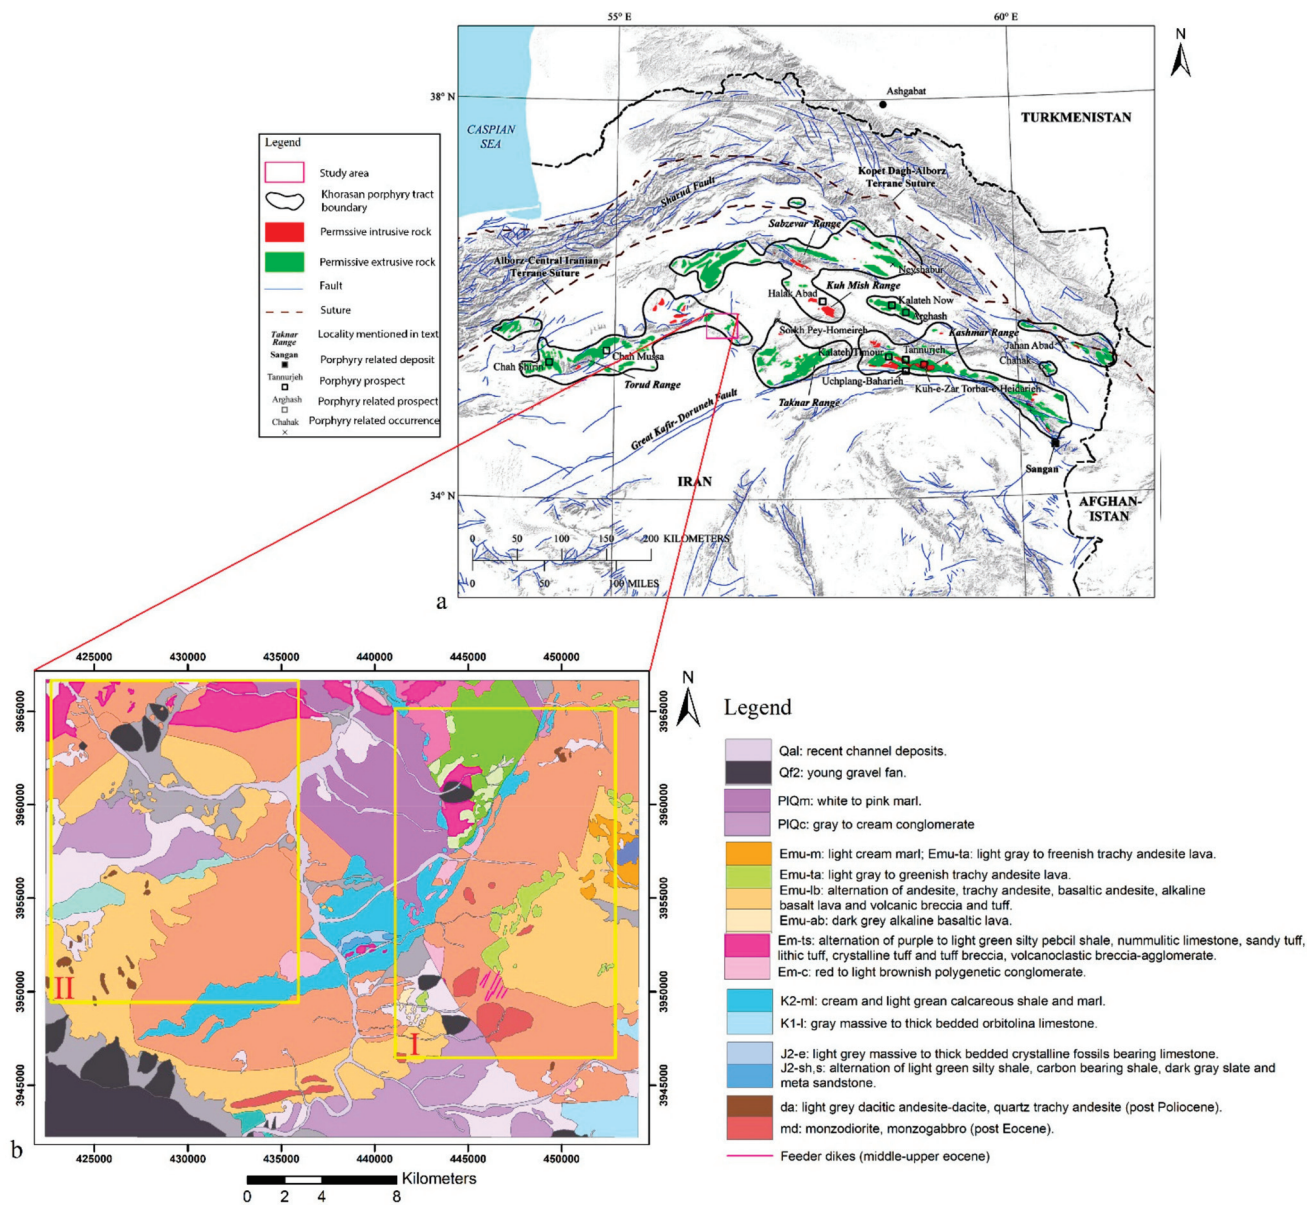 55° E
60° E
N
38° N
Ashgabat
CASPIAN
SEA
TURKMENISTAN
Legend
Study area
Khorasan porphyry tract
boundary
Permssive intrusive rock
Permissive extrusive rock
Fault
Suture
Taknar
Range
Locality mentioned in text
Sangan
Porphyry related deposit
Tannurjeh
Porphyry prospect
Arghash
Porphyry related prospect
Chahak
Porphyry related occurrence
Kopet Dagh-Alborz
Terrane Suture
Sharud Fault
Sabzevar Range
Alborz-Central Iranian
Terrane Suture
Neyshabur
Kuh Mish Range
Halak Abad
Kalateh Now
Arghash
Sorkh Pey-Homeireh
Kashmar Range
Jahan Abad
Chahak
Kalateh Timour
Tannurjeh
Chah Mussa
Chah Shirin
Torud Range
Uchplang-Baharieh
Kuh-e-Zar Torbat-e-Heidarieh
Taknar Range
Great Kafir-Doruneh Fault
Sangan
IRAN
34° N
AFGHAN-
ISTAN
0 50 100 150 200 KILOMETERS
0 50 100 MILES
a
425000 430000 435000 440000 445000 450000
N
3965000
3960000
3955000
3950000
3945000
3965000
3960000
3955000
3950000
3945000
II
I
b
425000 430000 435000 440000 445000 450000
Kilometers
0 2 4 8
Legend
Qal: recent channel deposits.
Qf2: young gravel fan.
PlQm: white to pink marl.
PlQc: gray to cream conglomerate
Emu-m: light cream marl; Emu-ta: light gray to freenish trachy andesite lava.
Emu-ta: light gray to greenish trachy andesite lava.
Emu-lb: alternation of andesite, trachy andesite, basaltic andesite, alkaline
basalt lava and volcanic breccia and tuff.
Emu-ab: dark grey alkaline basaltic lava.
Em-ts: alternation of purple to light green silty pebcil shale, nummulitic limestone, sandy tuff,
lithic tuff, crystalline tuff and tuff breccia, volcanoclastic breccia-agglomerate.
Em-c: red to light brownish polygenetic conglomerate.
K2-ml: cream and light grean calcareous shale and marl.
K1-l: gray massive to thick bedded orbitolina limestone.
J2-e: light grey massive to thick bedded crystalline fossils bearing limestone.
J2-sh,s: alternation of light green silty shale, carbon bearing shale, dark gray slate and
meta sandstone.
da: light grey dacitic andesite-dacite, quartz trachy andesite (post Poliocene).
md: monzodiorite, monzogabbro (post Eocene).
Feeder dikes (middle-upper eocene)